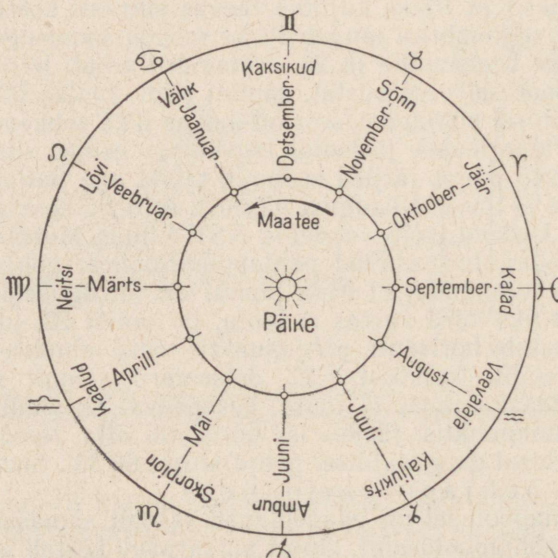 ♊
Kaksikud
Detsember
♉
Sõnn
November
♈
Jäär
Oktoober
♓
Kalad
September
♒
Veevalaja
August
♑
Kaljukits
Juuli
♐
Ambur
Juuni
♏
Skorpion
Mai
♎
Kaalud
Aprill
♍
Neitsi
Märts
♌
Lõvi
Veebruar
♋
Vähk
Jaanuar
Maatee
Päike